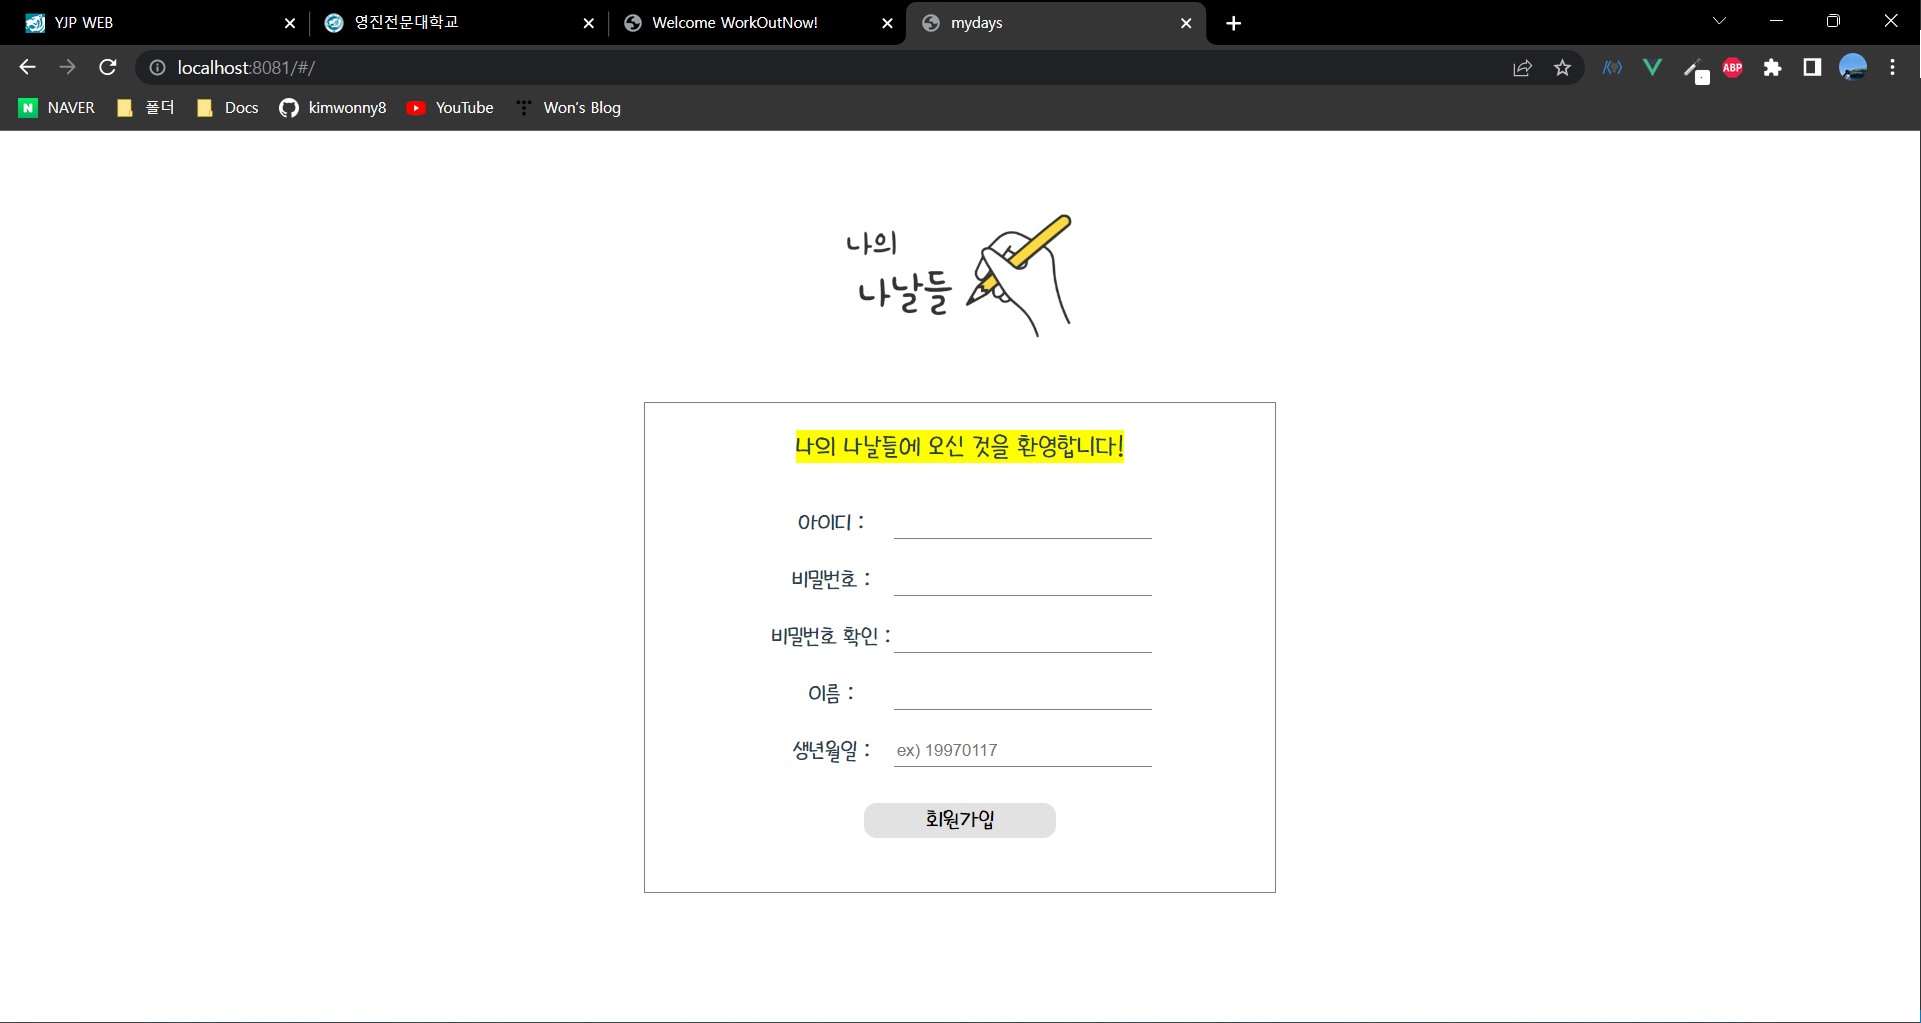 YJP WEB
영진전문대학교
Welcome WorkOutNow!
mydays
localhost:8081/#/
ABP
N NAVER
폴더
Docs
kimwonny8
YouTube
Won's Blog
나의
나날들
나의 나날들에 오신 것을 환영합니다!
아이디 :
비밀번호 :
비밀번호 확인 :
이름 :
생년월일 : ex) 19970117
회원가입